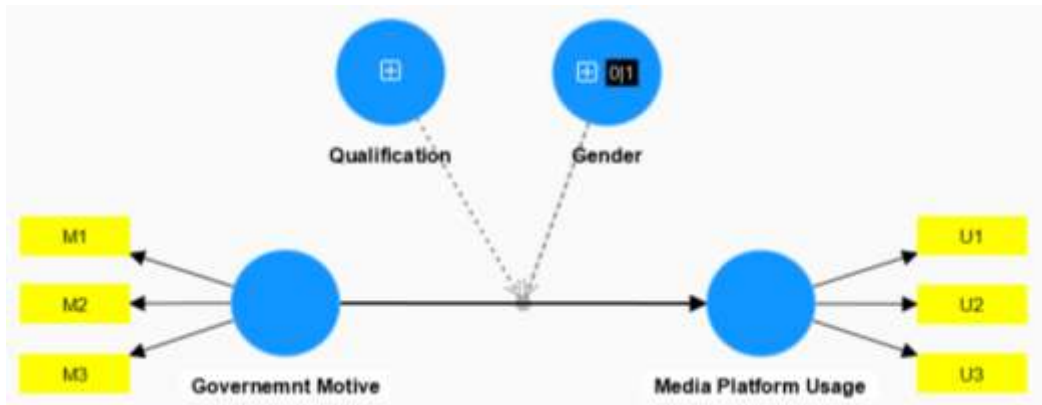 0|1
Qualification
Gender
M1
U1
M2
U2
M3
U3
Governemnt Motive
Media Platform Usage